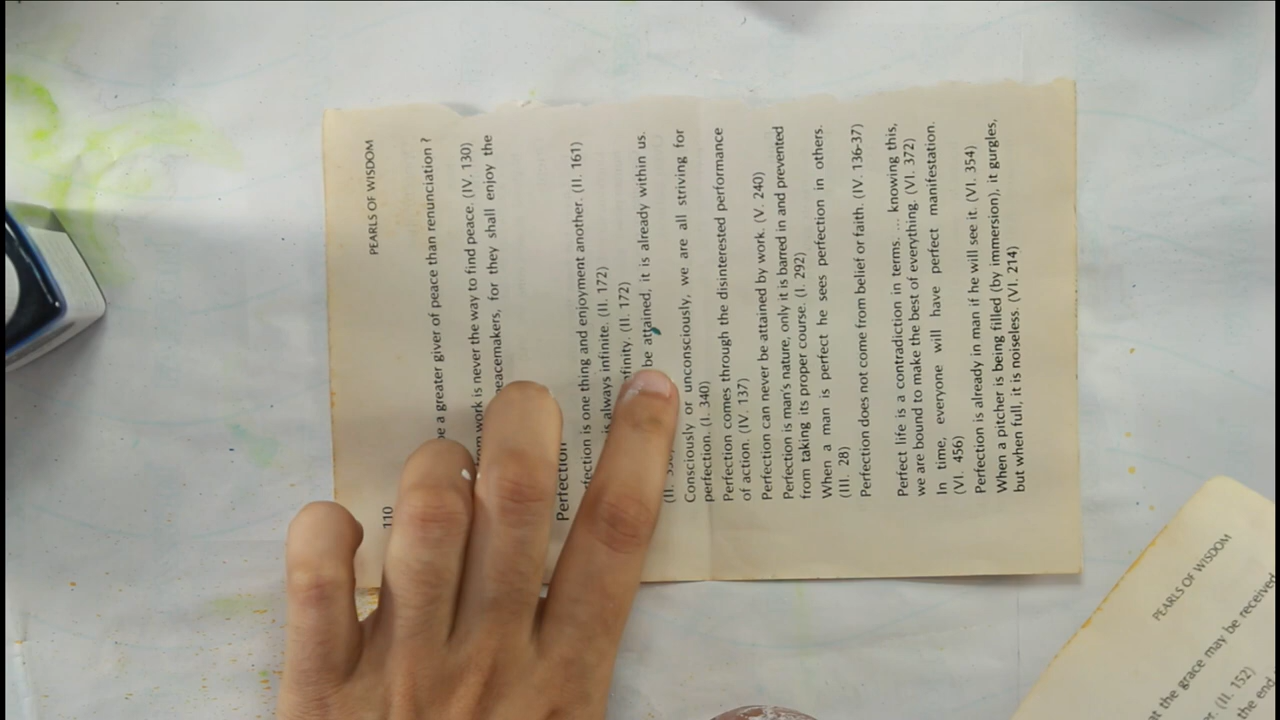 110
PEARLS OF WISDOM
be a greater giver of peace than renunciation ?
from work is never the way to find peace. (IV. 130)
peacemakers, for they shall enjoy the
Perfection
is one thing and enjoyment another. (II. 161)
is always infinite. (II. 172)
(II. 172)
be attained, it is already within us.
(II.
Consciously or unconsciously, we are all striving for
perfection. (I. 340)
Perfection comes through the disinterested performance
of action. (IV. 137)
Perfection can never be attained by work. (V. 240)
Perfection is man's nature, only it is barred in and prevented
from taking its proper course. (I. 292)
When a man is perfect he sees perfection in others.
(III. 28)
Perfection does not come from belief or faith. (IV. 136-37)
Perfect life is a contradiction in terms. ... knowing this,
we are bound to make the best of everything. (VI. 372)
In time, everyone will have perfect manifestation.
(VI. 456)
Perfection is already in man if he will see it. (VI. 354)
When a pitcher is being filled (by immersion), it gurgles,
but when full, it is noiseless. (VI. 214)
PEARLS OF WISDOM
the grace may be received
(II. 152)
the end